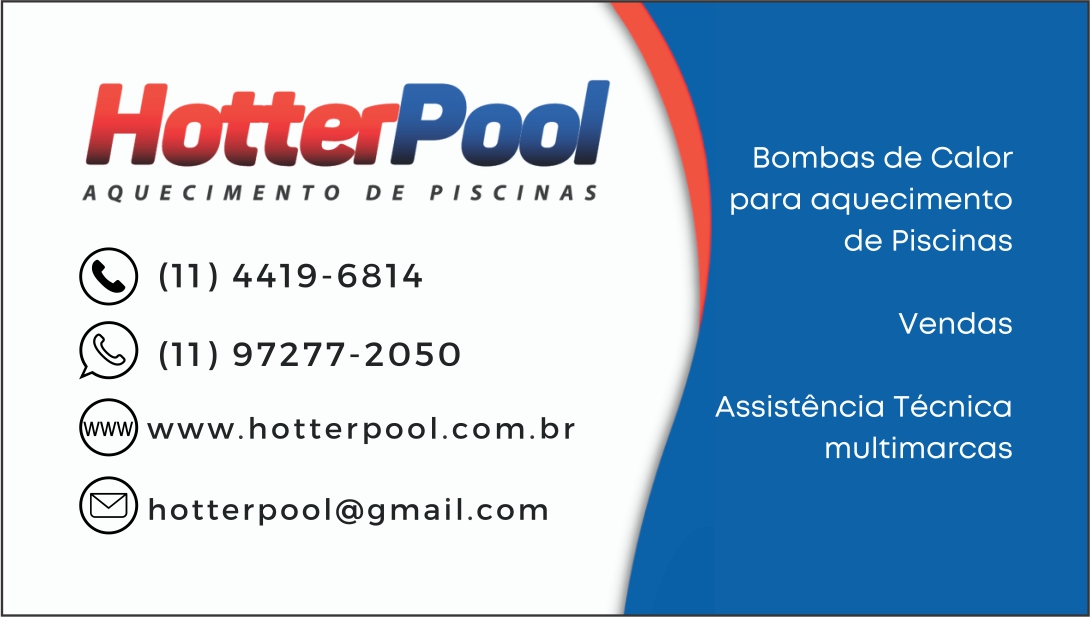 HotterPool
AQUECIMENTO DE PISCINAS
(11) 4419-6814
(11) 97277-2050
www www.hotterpool.com.br
hotterpool@gmail.com
Bombas de Calor
para aquecimento
de Piscinas
Vendas
Assistência Técnica
multimarcas